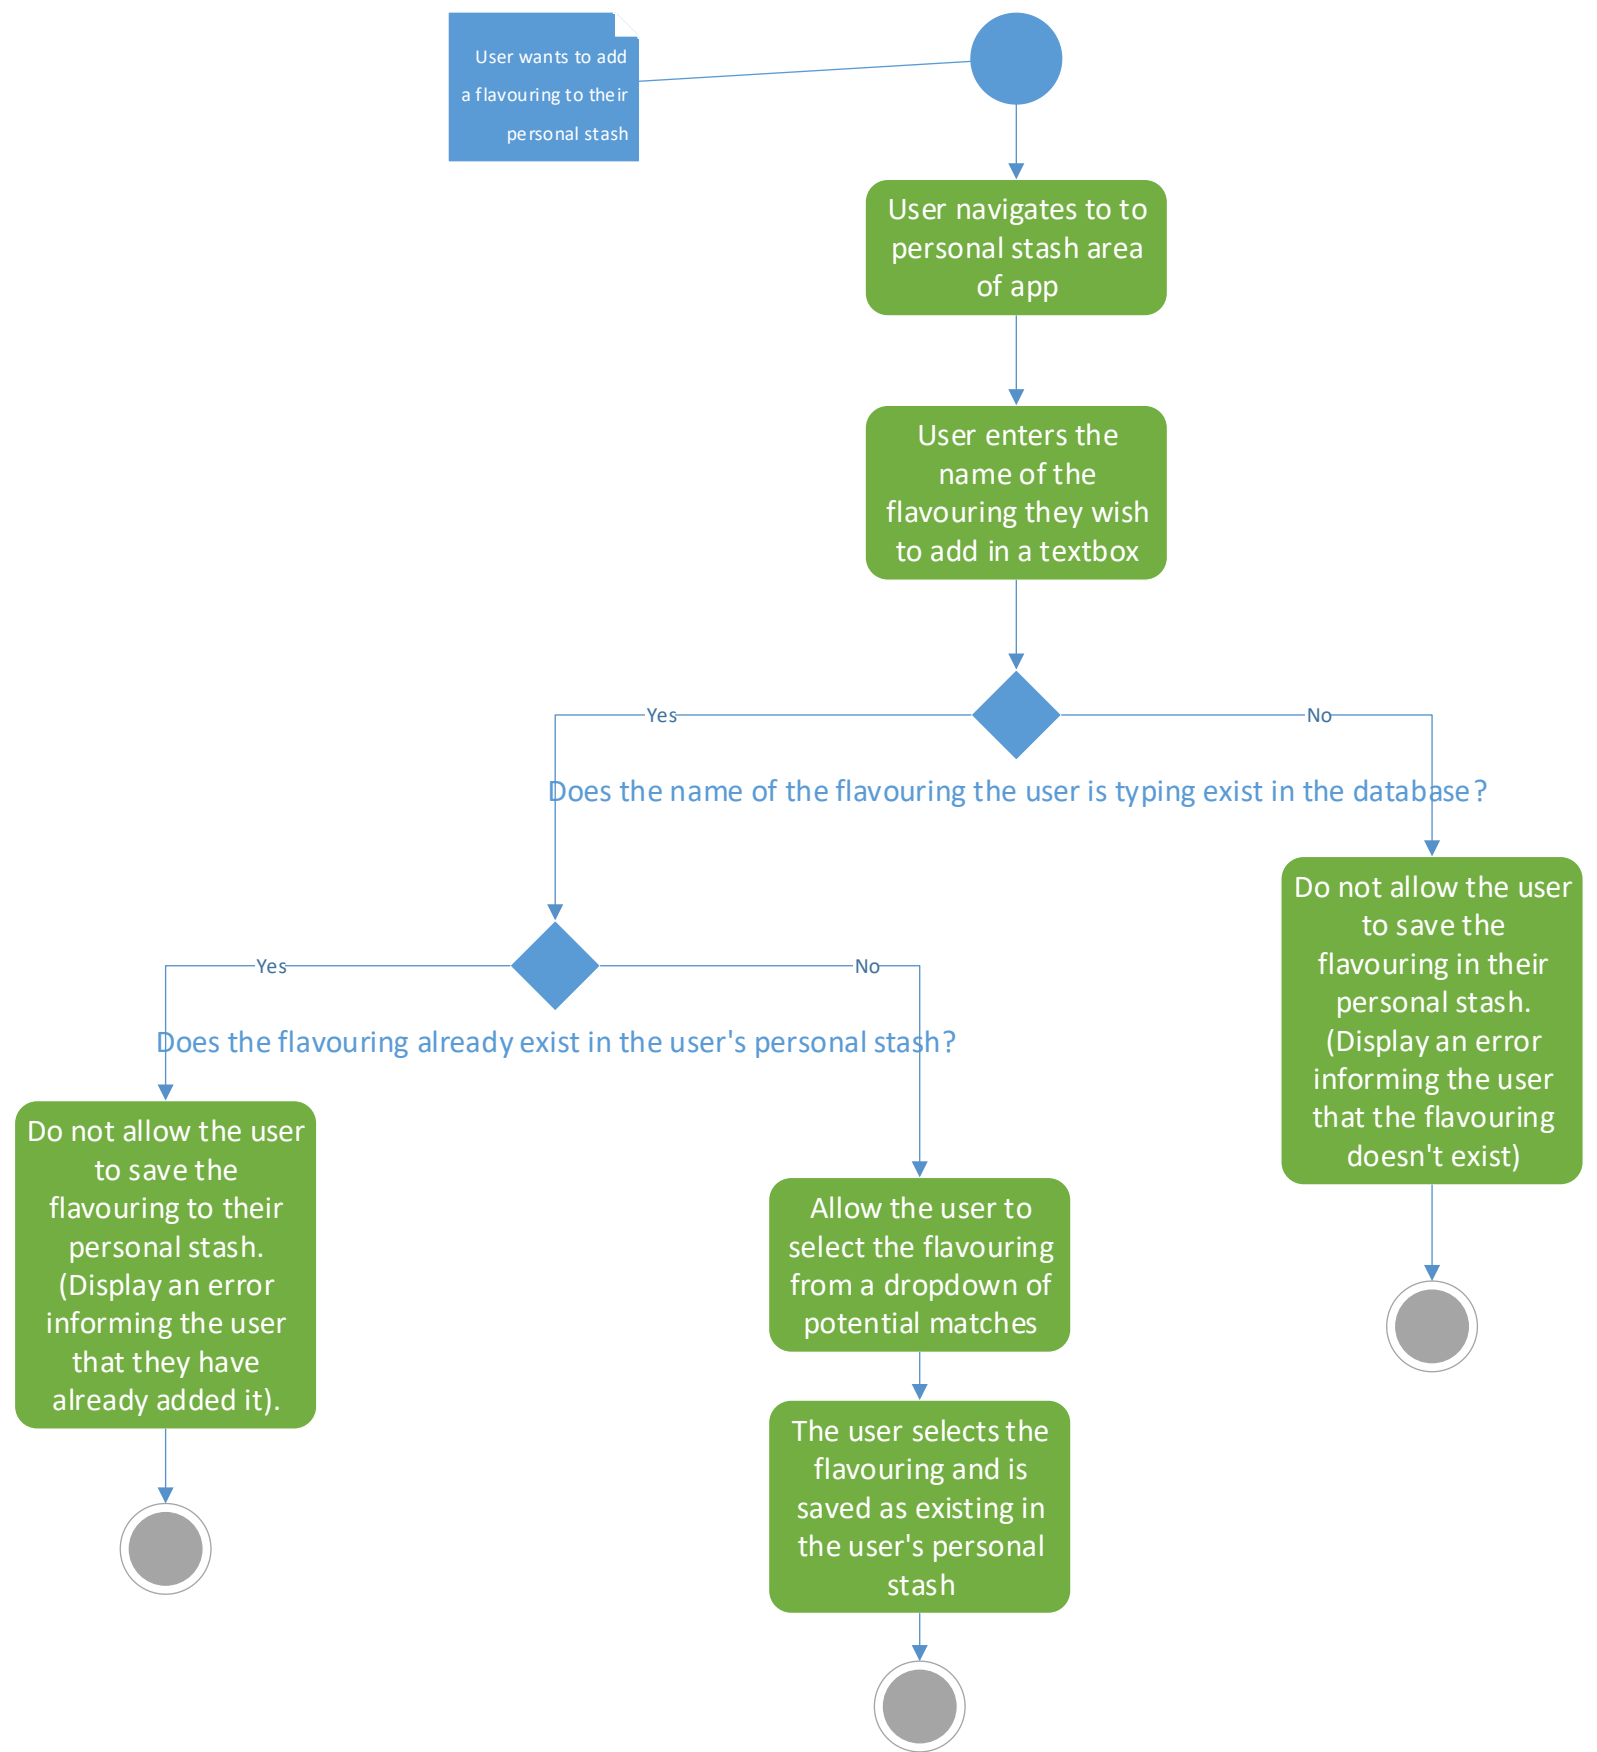 User wants to add
a flavouring to their
personal stash
User navigates to to
personal stash area
of app
User enters the
name of the
flavouring they wish
to add in a textbox
Yes
No
Does the name of the flavouring the user is typing exist in the database?
Do not allow the user
to save the
flavouring in their
personal stash.
(Display an error
informing the user
that the flavouring
doesn't exist)
Yes
No
Does the flavouring already exist in the user's personal stash?
Do not allow the user
to save the
flavouring to their
personal stash.
(Display an error
informing the user
that they have
already added it).
Allow the user to
select the flavouring
from a dropdown of
potential matches
The user selects the
flavouring and is
saved as existing in
the user's personal
stash